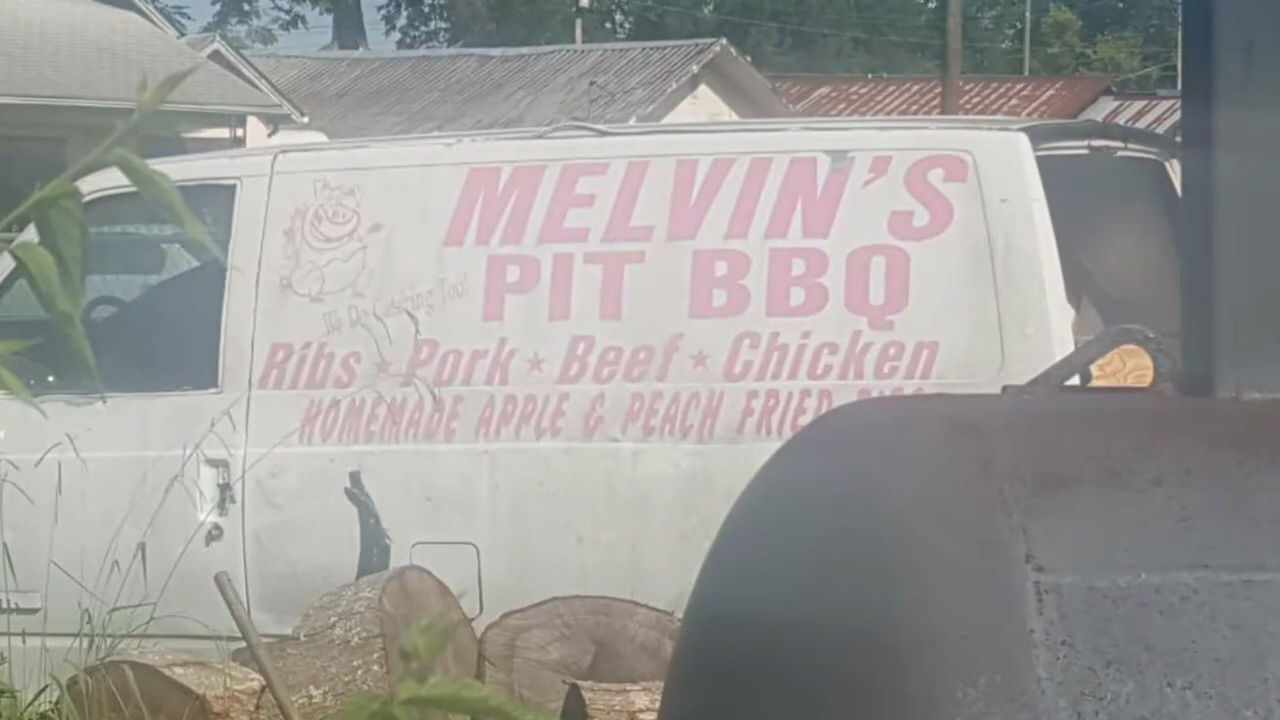 MELVIN'S
PIT BBQ
We Do Catering Too!
Ribs ★ Pork ★ Beef ★ Chicken
HOMEMADE APPLE & PEACH FRIED